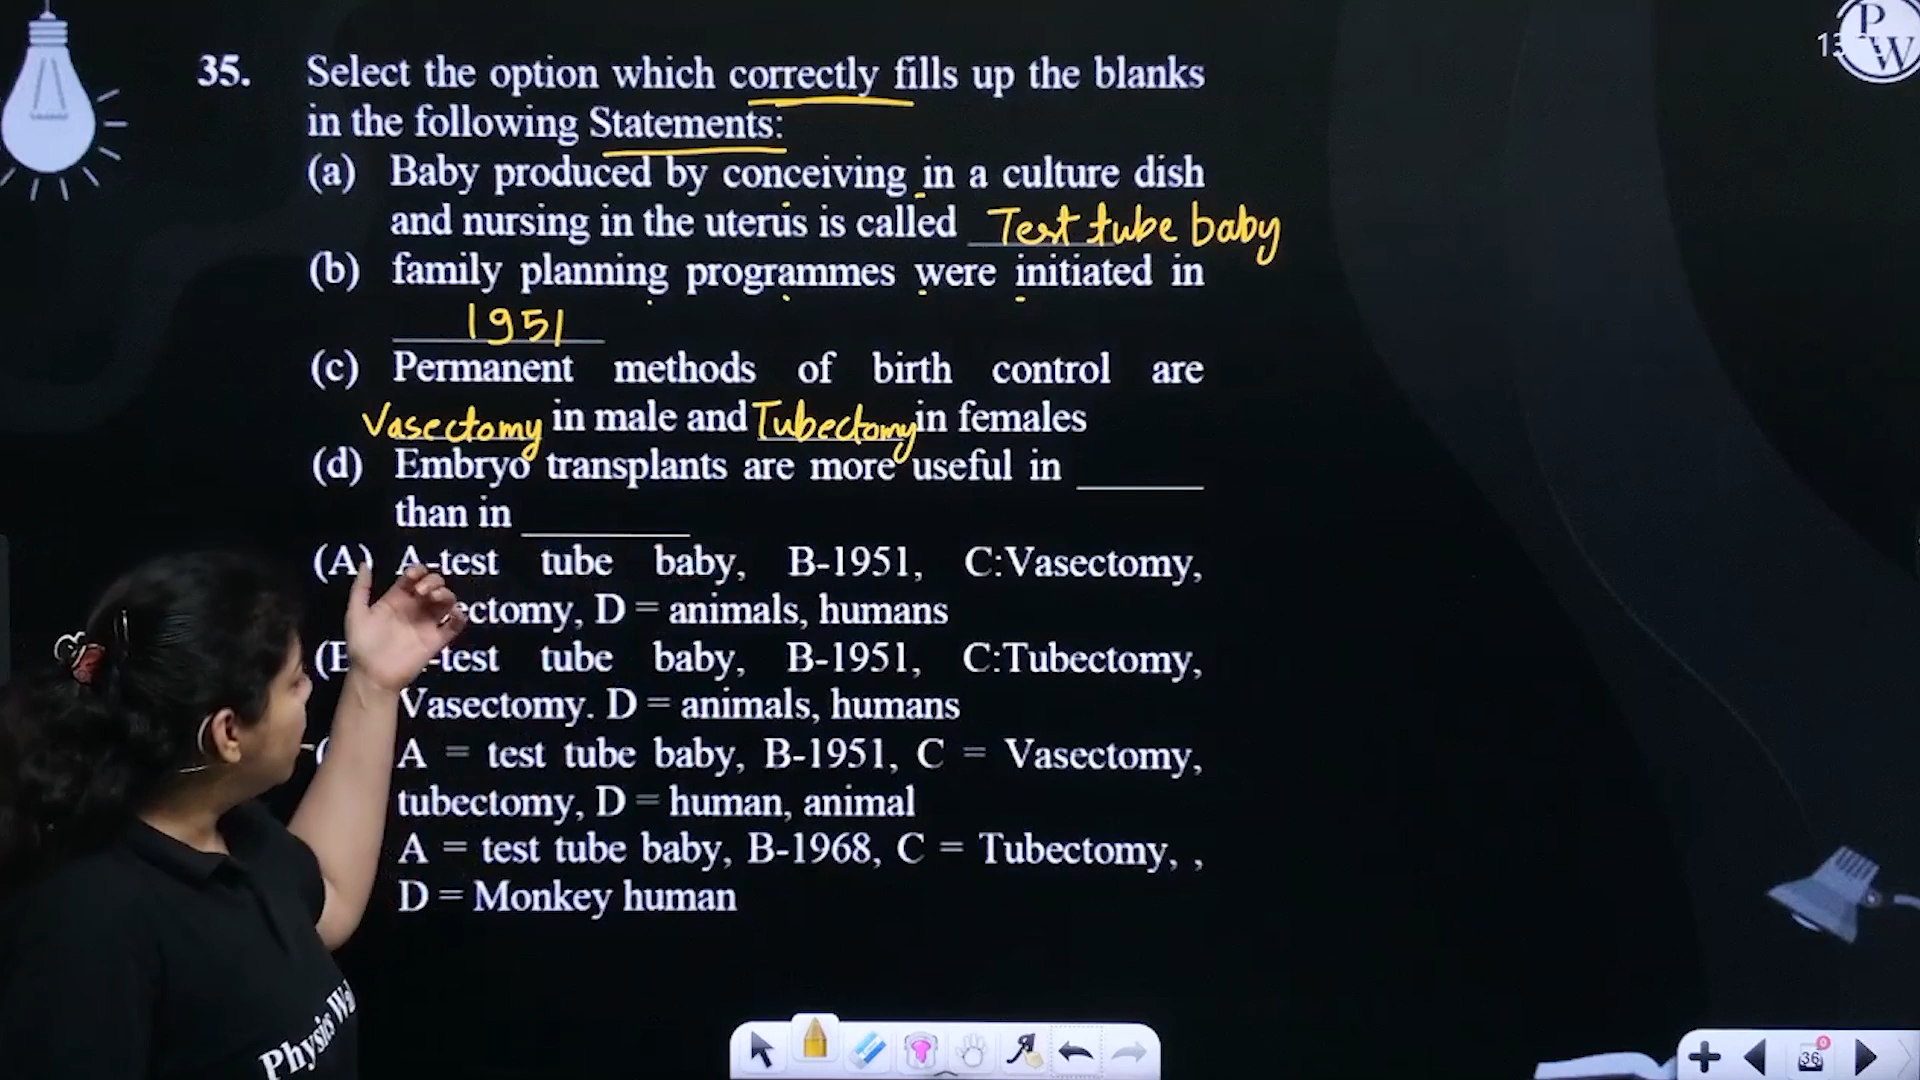 35. Select the option which correctly fills up the blanks
in the following Statements:
(a) Baby produced by conceiving in a culture dish
and nursing in the uterus is called Test tube baby
(b) family planning programmes were initiated in
1951
(c) Permanent methods of birth control are
Vasectomy in male and Tubectomy in females
(d) Embryo transplants are more useful in ______
than in ________
(A) A-test tube baby, B-1951, C:Vasectomy,
ectomy, D = animals, humans
-test tube baby, B-1951, C:Tubectomy,
Vasectomy. D = animals, humans
A = test tube baby, B-1951, C = Vasectomy,
tubectomy, D = human, animal
A = test tube baby, B-1968, C = Tubectomy, ,
D = Monkey human
PW
Physics
36
0